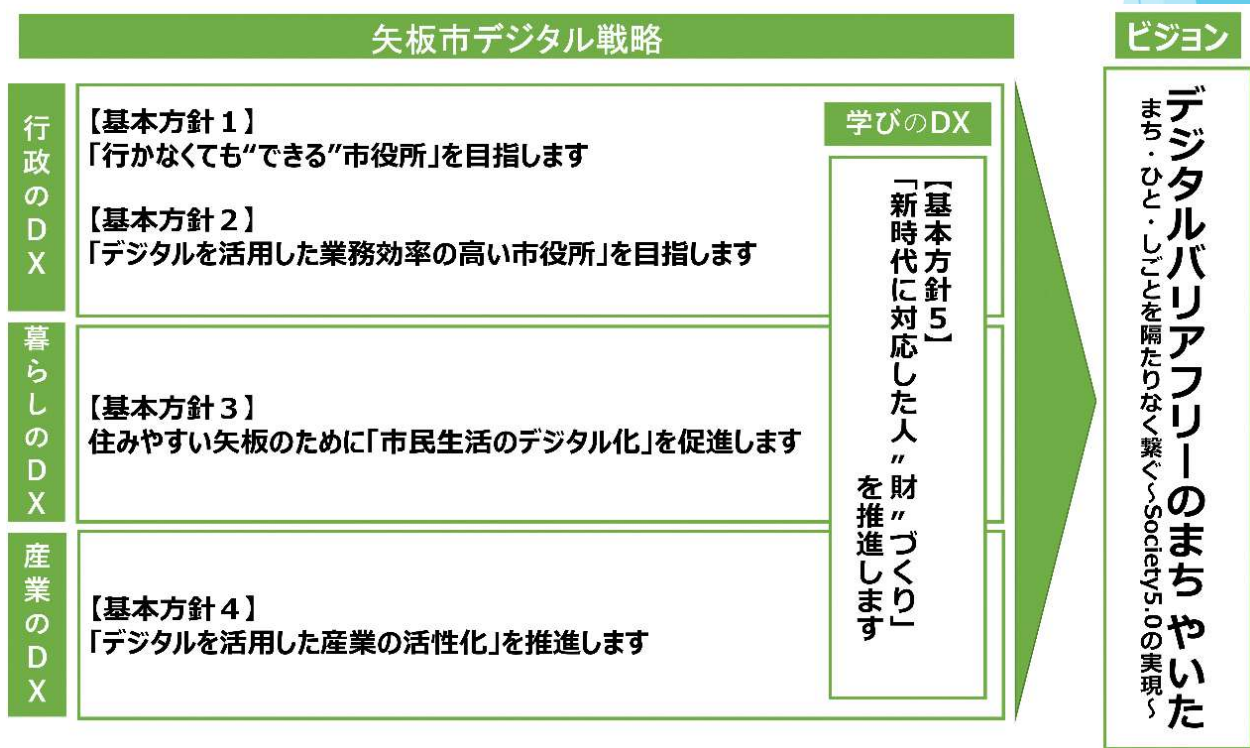 矢板市デジタル戦略
行政のDX
【基本方針１】
「行かなくても“できる”市役所」を目指します
【基本方針２】
「デジタルを活用した業務効率の高い市役所」を目指します
暮らしのDX
【基本方針３】
住みやすい矢板のために「市民生活のデジタル化」を促進します
産業のDX
【基本方針４】
「デジタルを活用した産業の活性化」を推進します
学びのDX
【基本方針５】
「新時代に対応した人〝財〟づくり」
を推進します
ビジョン
デジタルバリアフリーのまち やいた
まち・ひと・しごとを隔たりなく繋ぐ～Society5.0の実現～